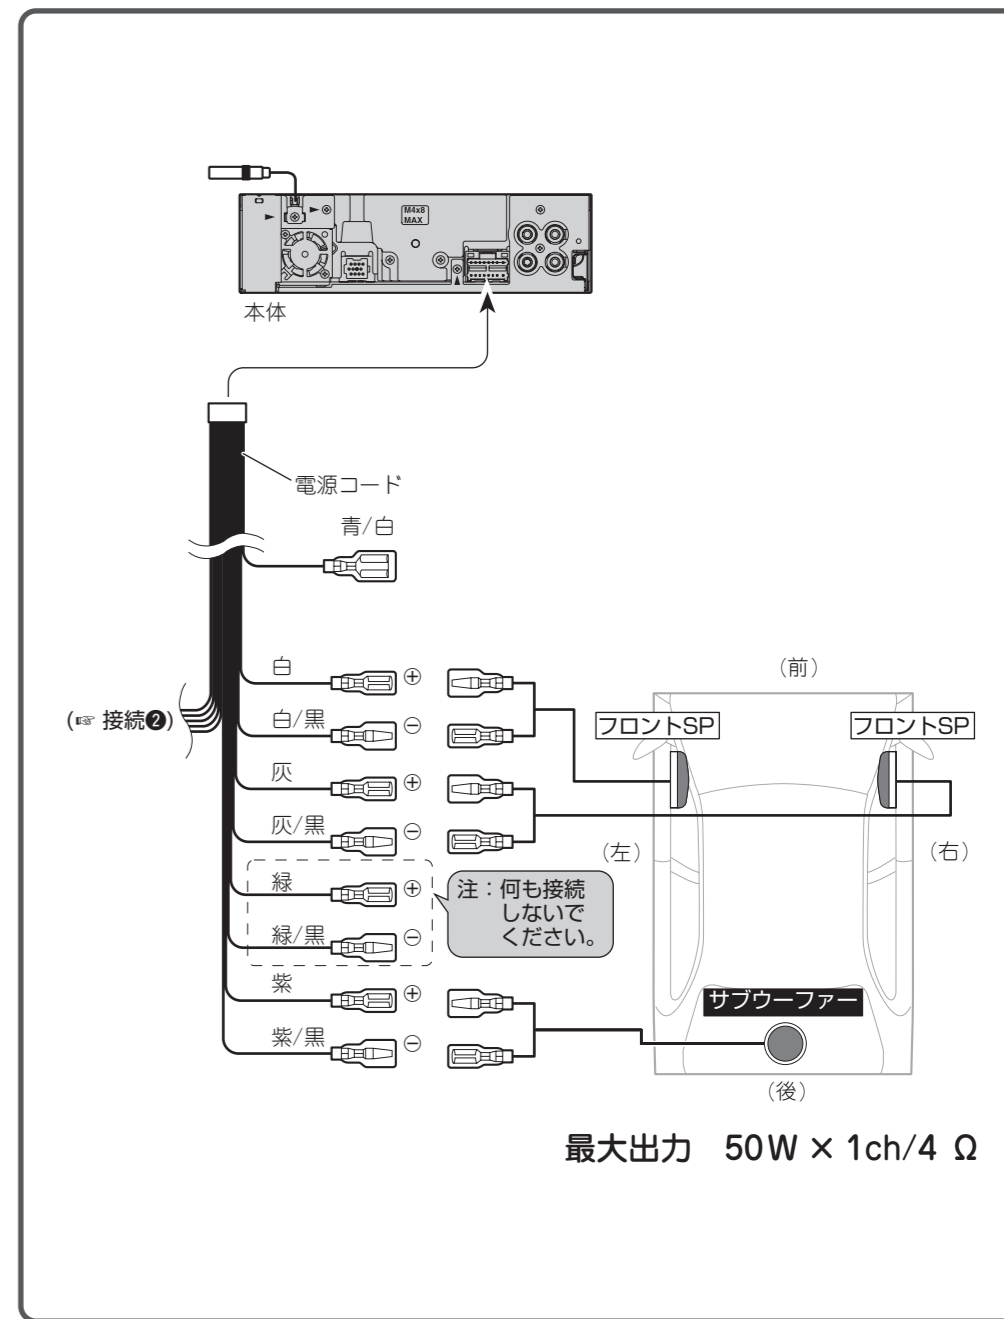 M4x8
MAX
本体
電源コード
青/白
白
⊕
白/黒
⊖
(☞ 接続❷)
灰
⊕
灰/黒
⊖
緑
⊕
緑/黒
⊖
注：何も接続
しないで
ください。
紫
⊕
紫/黒
⊖
（前）
フロントSP
フロントSP
（左）
（右）
サブウーファー
（後）
最大出力　50W × 1ch/4 Ω